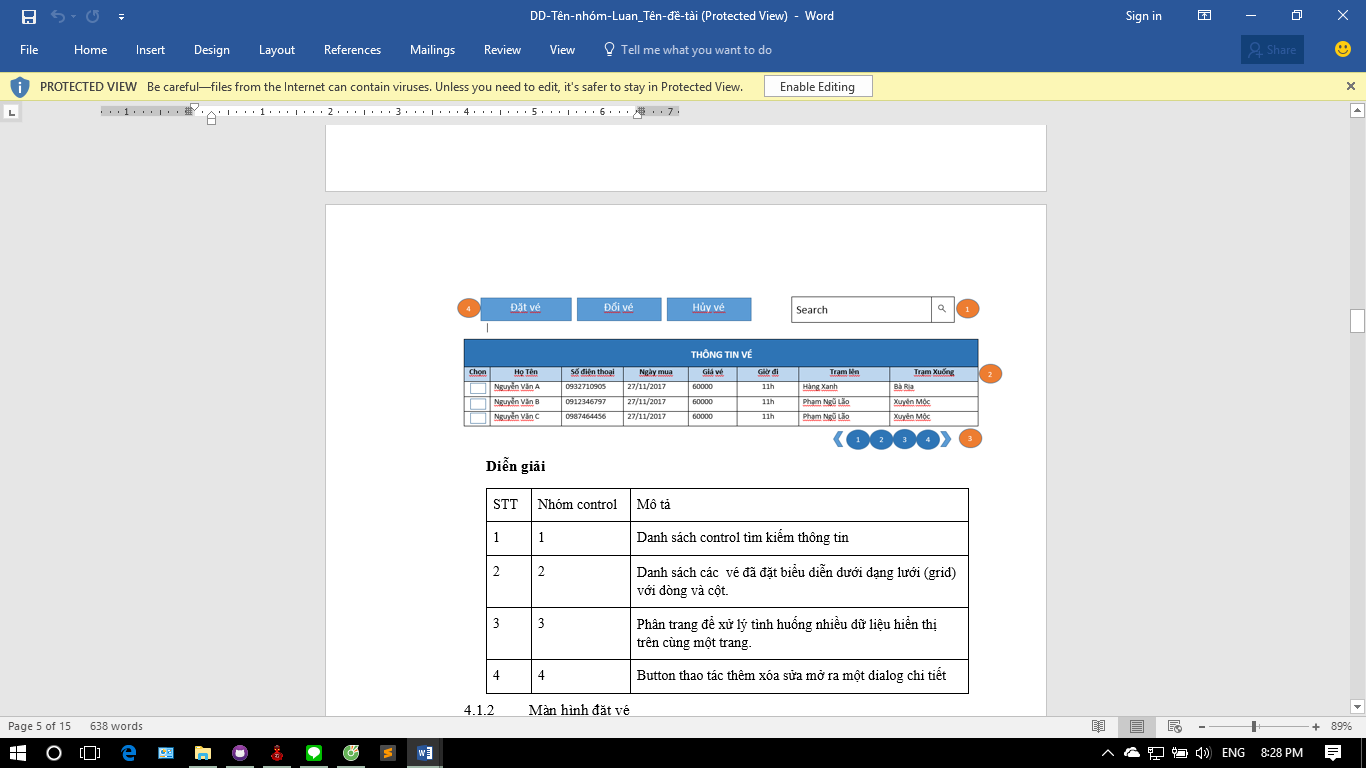 DD-Tên-nhóm-Luan_Tên-đề-tài (Protected View) - Word
Sign in
File Home Insert Design Layout References Mailings Review View Tell me what you want to do Share
PROTECTED VIEW Be careful—files from the Internet can contain viruses. Unless you need to edit, it's safer to stay in Protected View. Enable Editing
1 1 2 3 4 5 6 7
4 Đặt vé Đổi vé Hủy vé Search 1
THÔNG TIN VÉ
Chọn Họ Tên Số điện thoại Ngày mua Giá vé Giờ đi Trạm lên Trạm Xuống 2
Nguyễn Văn A 0932710905 27/11/2017 60000 11h Hàng Xanh Bà Rịa
Nguyễn Văn B 0912346797 27/11/2017 60000 11h Phạm Ngũ Lão Xuyên Mộc
Nguyễn Văn C 0987464456 27/11/2017 60000 11h Phạm Ngũ Lão Xuyên Mộc
1 2 3 4 3
Diễn giải
STT Nhóm control Mô tả
1 1 Danh sách control tìm kiếm thông tin
2 2 Danh sách các vé đã đặt biểu diễn dưới dạng lưới (grid)
với dòng và cột.
3 3 Phân trang để xử lý tình huống nhiều dữ liệu hiển thị
trên cùng một trang.
4 4 Button thao tác thêm xóa sửa mở ra một dialog chi tiết
4.1.2 Màn hình đặt vé
Page 5 of 15 638 words 89%
ENG 8:28 PM